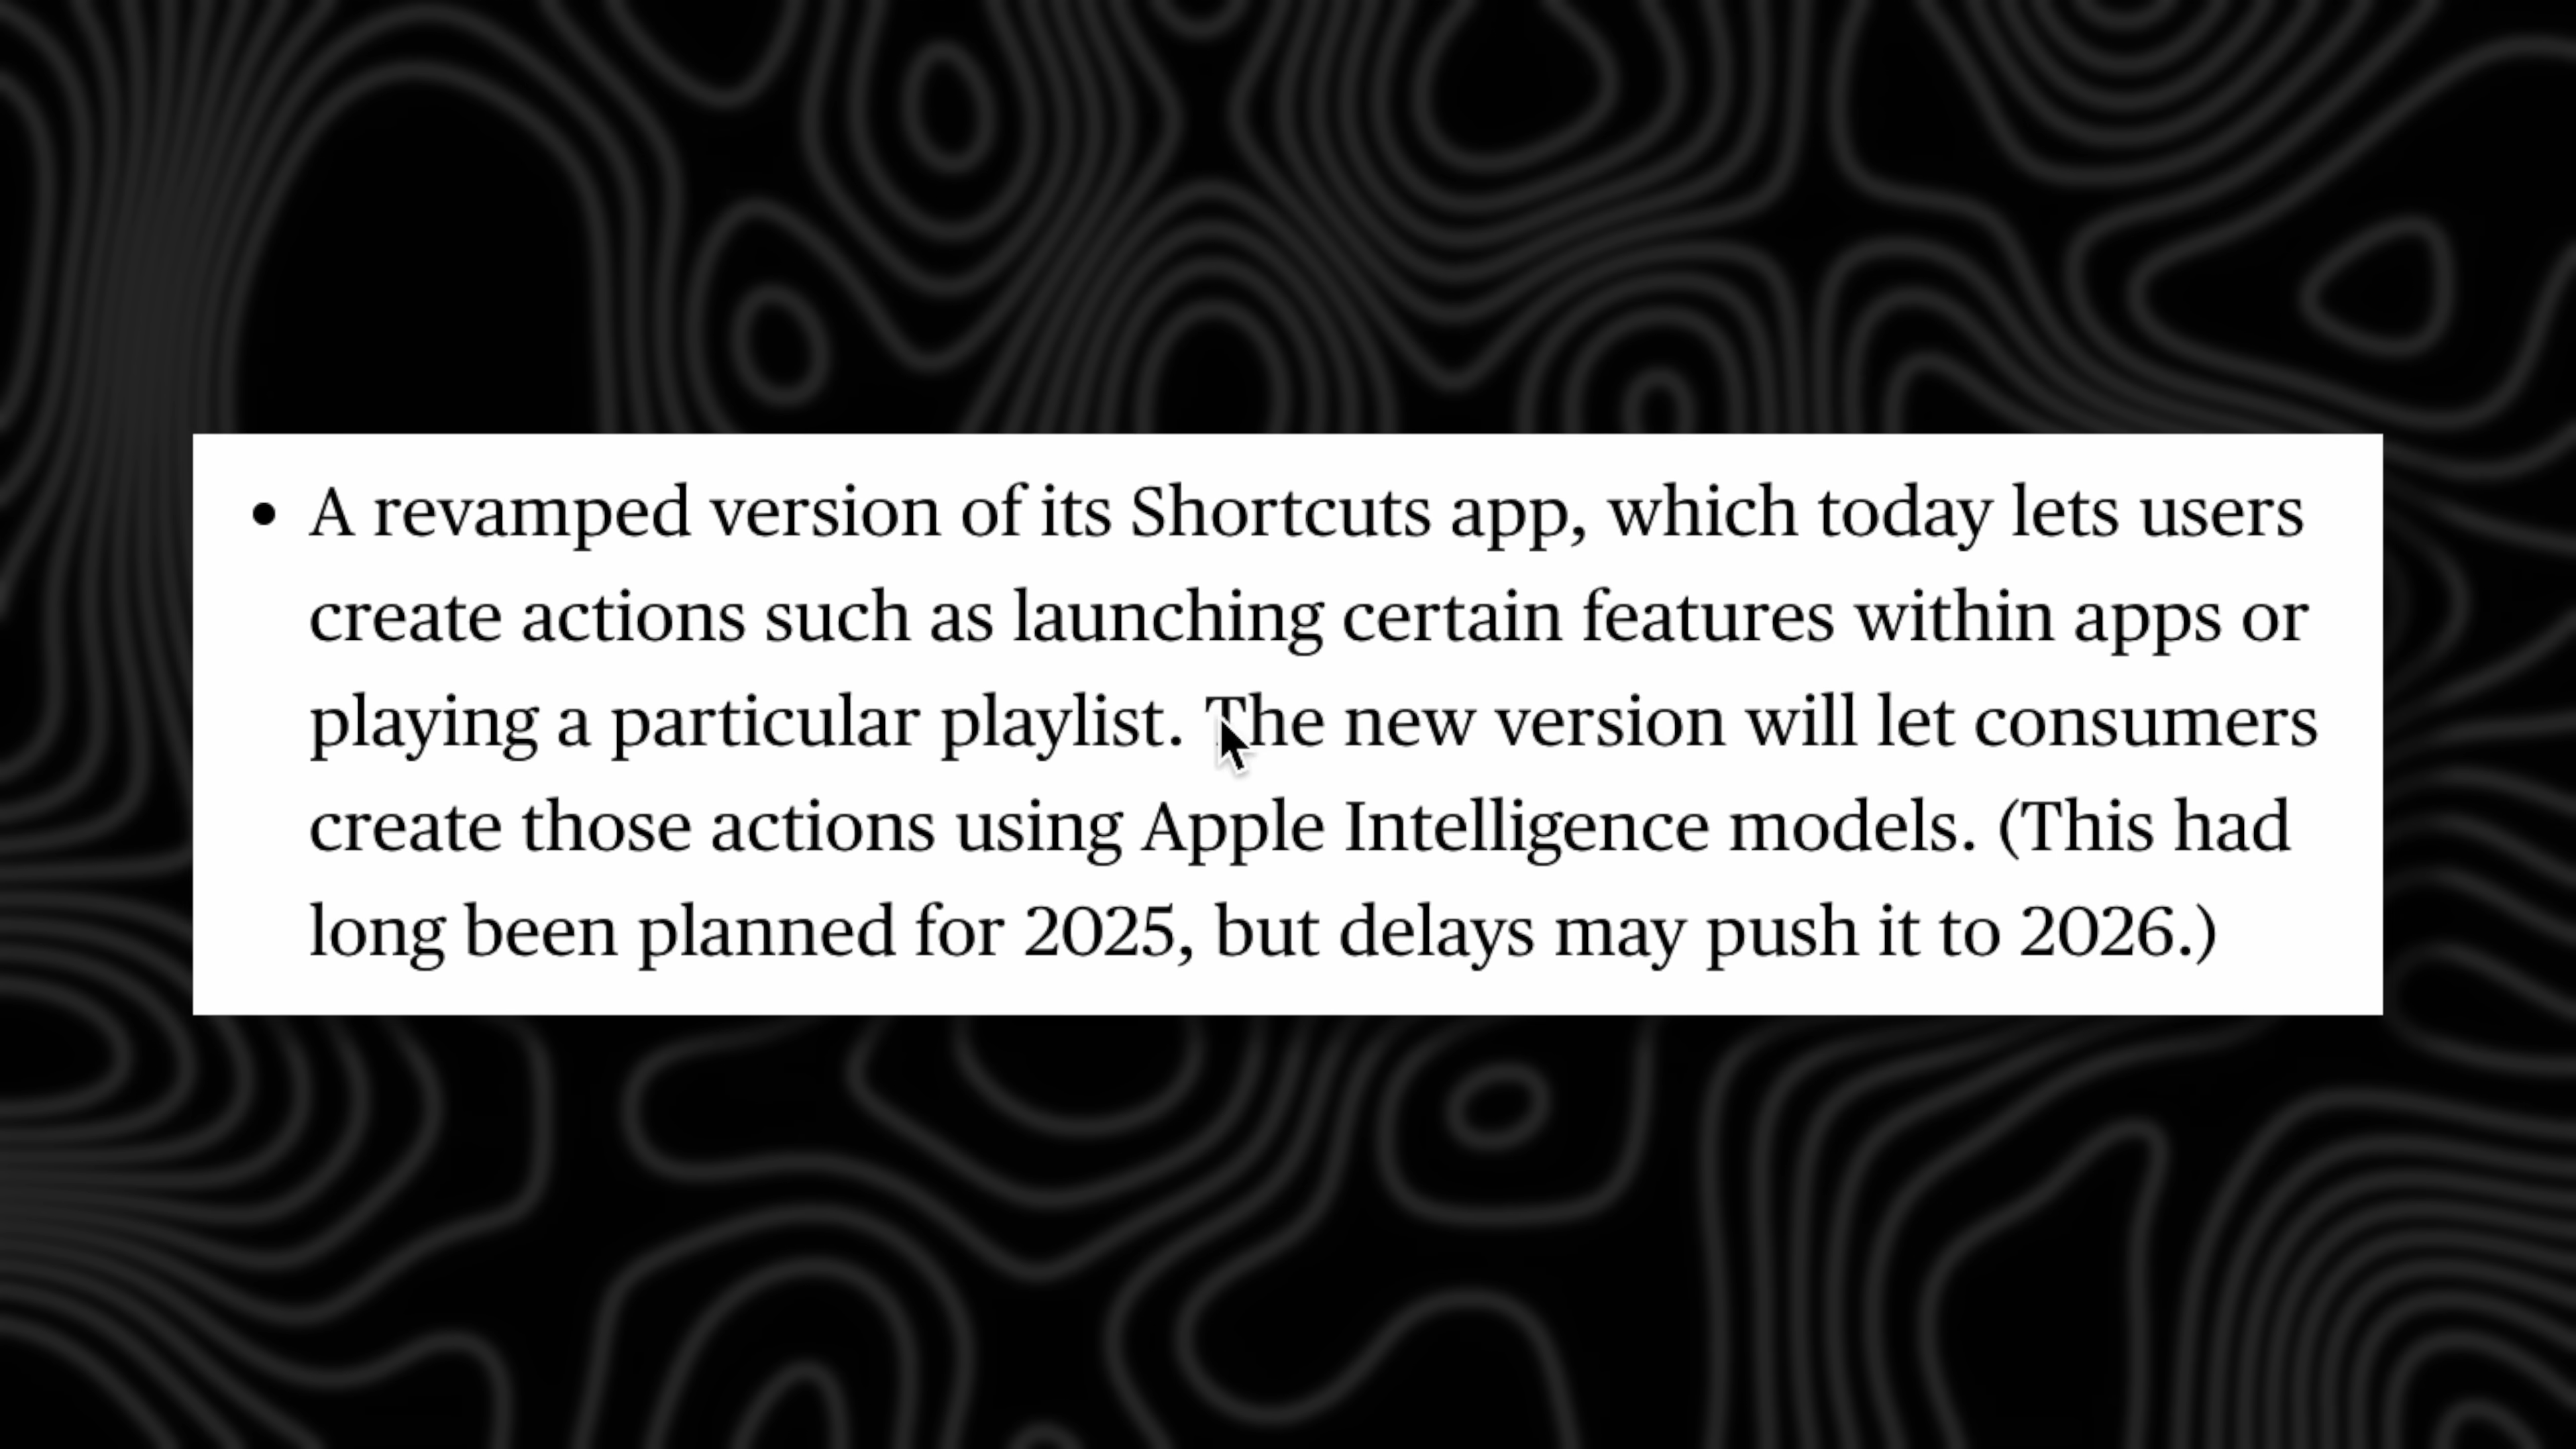 • A revamped version of its Shortcuts app, which today lets users
create actions such as launching certain features within apps or
playing a particular playlist. The new version will let consumers
create those actions using Apple Intelligence models. (This had
long been planned for 2025, but delays may push it to 2026.)